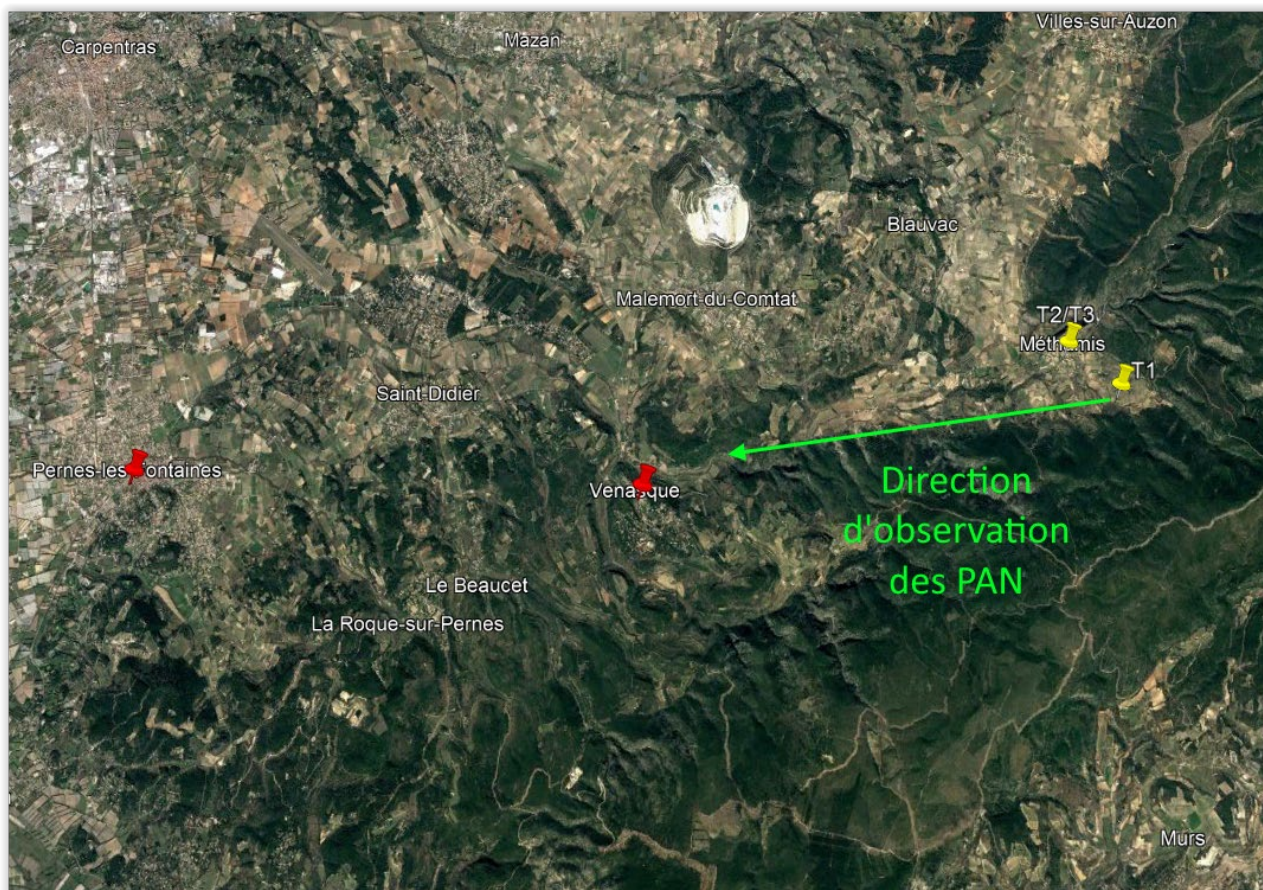 Villes-sur-Auzon
Carpentras
Mazan
Blauvac
Malemort-du-Comtat
T2/T3
Méthamis
T1
Saint-Didier
Pernes-les-Fontaines
Venasque
Direction
d'observation
des PAN
Le Beaucet
La Roque-sur-Pernes
Murs